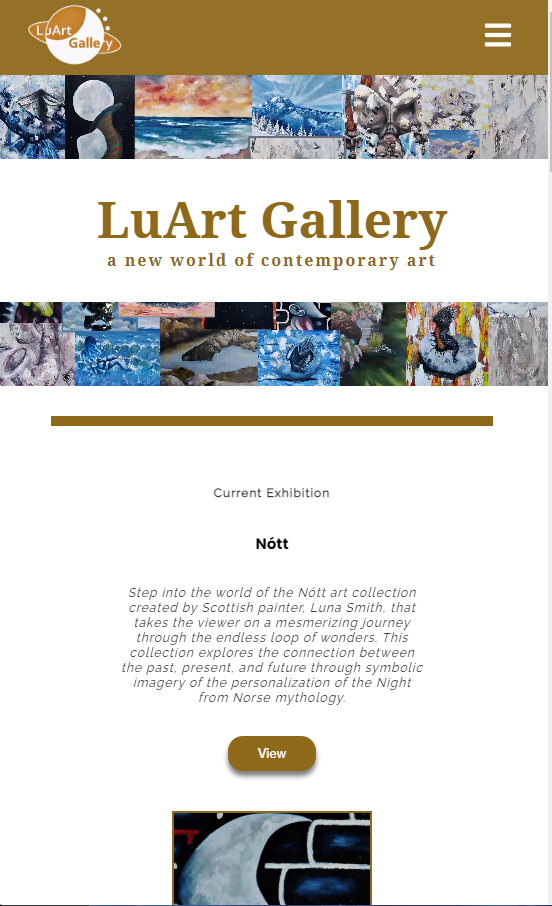 LuArt
Gallery
LuArt Gallery
a new world of contemporary art
Current Exhibition
Nótt
Step into the world of the Nótt art collection
created by Scottish painter, Luna Smith, that
takes the viewer on a mesmerizing journey
through the endless loop of wonders. This
collection explores the connection between
the past, present, and future through symbolic
imagery of the personalization of the Night
from Norse mythology.
View